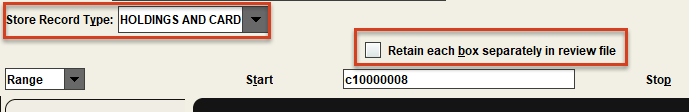 Store Record Type: HOLDINGS AND CARD
Retain each box separately in review file
Range Start c10000008 Stop